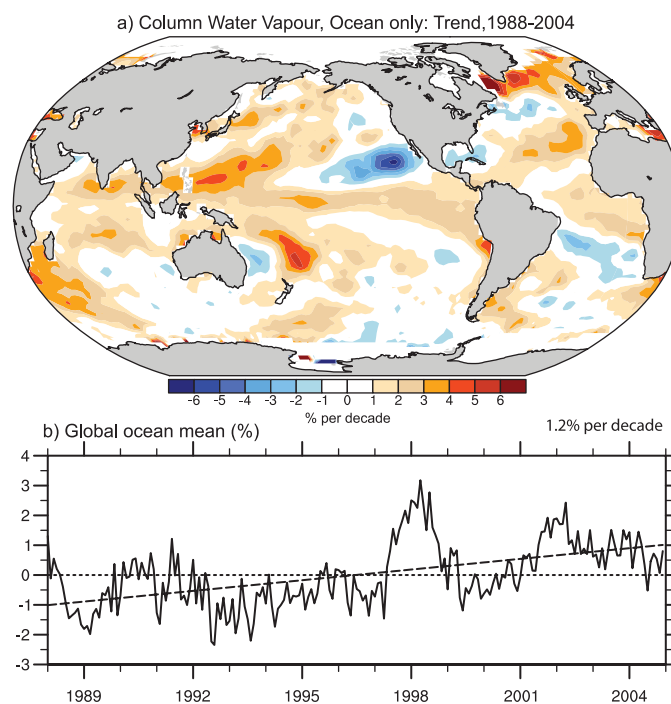 a) Column Water Vapour, Ocean only: Trend,1988-2004
-6 -5 -4 -3 -2 -1 0 1 2 3 4 5 6
% per decade
b) Global ocean mean (%) 1.2% per decade
4
3
2
1
0
-1
-2
-3
1989 1992 1995 1998 2001 2004